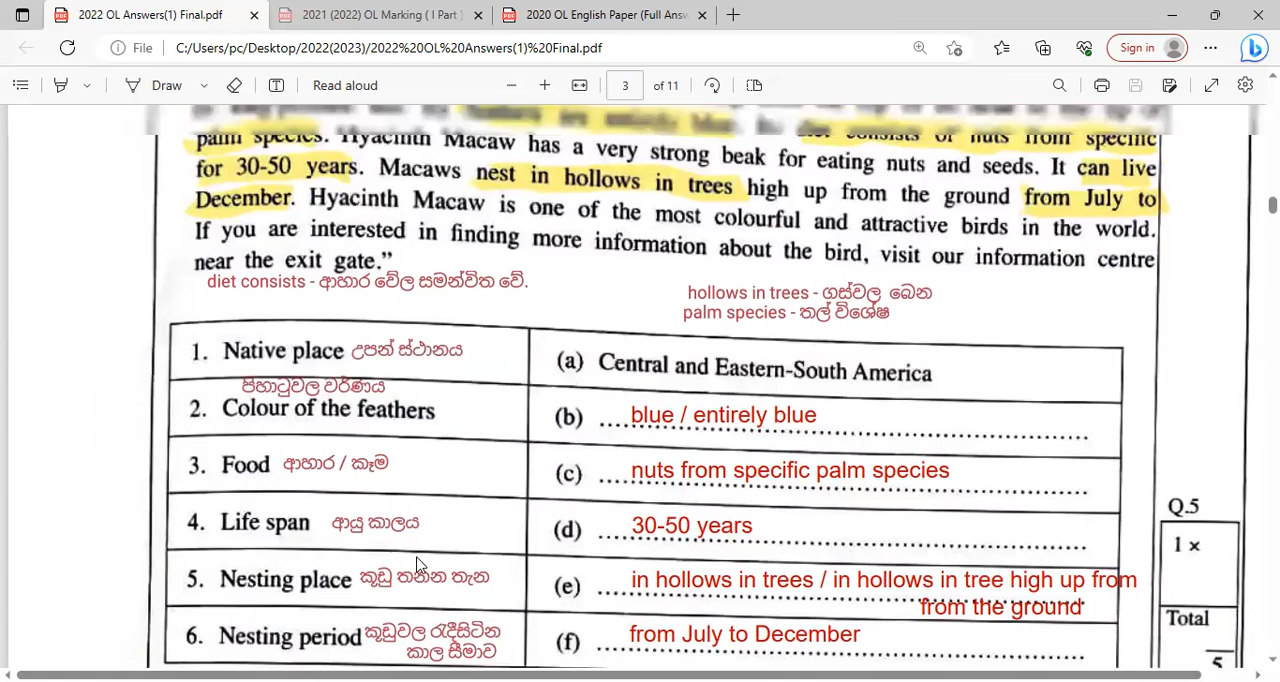 2022 OL Answers(1) Final.pdf
2021 (2022) OL Marking ( I Part )
2020 OL English Paper (Full Answ
File
C:/Users/pc/Desktop/2022(2023)/2022%20OL%20Answers(1)%20Final.pdf
Sign in
Draw
Read aloud
3
of 11
palm species. Hyacinth Macaw has a very strong beak for eating nuts and seeds. It can live
for 30-50 years. Macaws nest in hollows in trees high up from the ground from July to
December. Hyacinth Macaw is one of the most colourful and attractive birds in the world.
If you are interested in finding more information about the bird, visit our information centre
near the exit gate.”
diet consists - ආහාර වේල සමන්විත වේ.
hollows in trees - ගස්වල බෙන
palm species - තල් විශේෂ
1. Native place උපන් ස්ථානය
(a) Central and Eastern-South America
පිහාටුවල වර්ණය
2. Colour of the feathers
(b) .... blue / entirely blue
3. Food ආහාර / කෑම
(c) .... nuts from specific palm species
4. Life span ආයු කාලය
(d) .... 30-50 years
5. Nesting place කූඩු තනන තැන
(e) .... in hollows in trees / in hollows in tree high up from
from the ground
6. Nesting period කූඩුවල රැදීසිටින
කාල සීමාව
(f) .... from July to December
Q.5
1 ×
Total
5